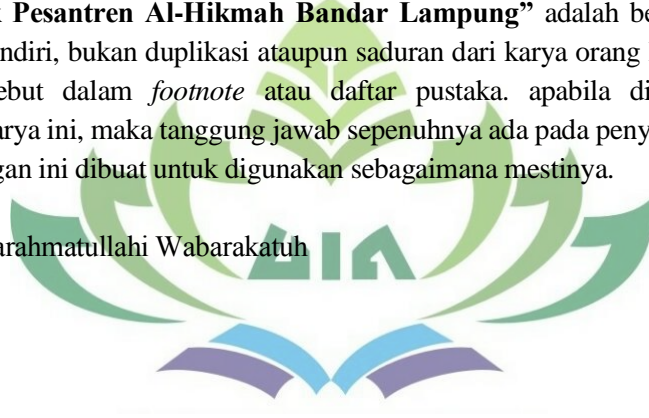 Pesantren Al-Hikmah Bandar Lampung” adalah be
ndiri, bukan duplikasi ataupun saduran dari karya orang
ebut dalam footnote atau daftar pustaka. apabila di
arya ini, maka tanggung jawab sepenuhnya ada pada peny
gan ini dibuat untuk digunakan sebagaimana mestinya.
arahmatullahi Wabarakatuh
UIN